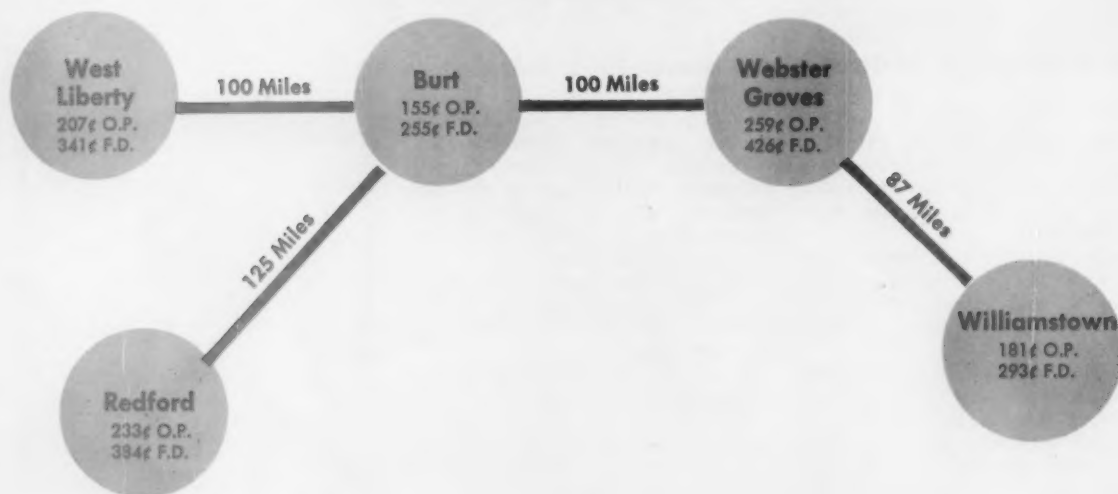 West
Liberty
207¢ O.P.
341¢ F.D.
100 Miles
Burt
155¢ O.P.
255¢ F.D.
100 Miles
Webster
Groves
259¢ O.P.
426¢ F.D.
125 Miles
87 Miles
Redford
233¢ O.P.
384¢ F.D.
Williamstown
181¢ O.P.
293¢ F.D.